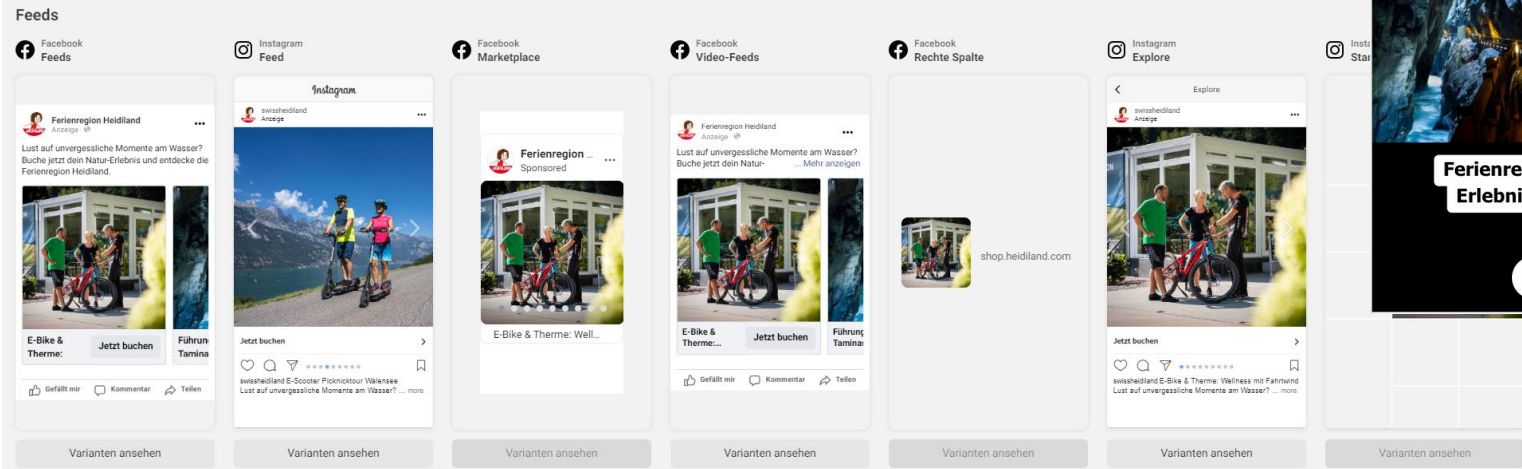 Feeds
Facebook
Feeds
Instagram
Feed
Facebook
Marketplace
Facebook
Video-Feeds
Facebook
Rechte Spalte
Instagram
Explore
Ferienregion Heidiland
Anzeige
Lust auf unvergessliche Momente am Wasser?
Buche jetzt dein Natur-Erlebnis und entdecke die
Ferienregion Heidiland.
E-Bike &
Therme:
Jetzt buchen
Gefällt mir
Kommentar
Teilen
Varianten ansehen
Instagram
swissheidiland
Anzeige
Jetzt buchen
swissheidiland E-Scooter Picknicktour Walensee
Lust auf unvergessliche Momente am Wasser? ... more
Varianten ansehen
Ferienregion ...
Sponsored
E-Bike & Therme: Well...
Varianten ansehen
Ferienregion Heidiland
Anzeige
Lust auf unvergessliche Momente am Wasser?
Buche jetzt dein Natur- ... Mehr anzeigen
E-Bike &
Therme:...
Jetzt buchen
Gefällt mir
Kommentar
Teilen
Varianten ansehen
shop.heidiland.com
Varianten ansehen
Explore
swissheidiland
Anzeige
Jetzt buchen
swissheidiland E-Bike & Therme: Wellness mit Fahrtwind
Lust auf unvergessliche Momente am Wasser? ... more
Varianten ansehen
Varianten ansehen